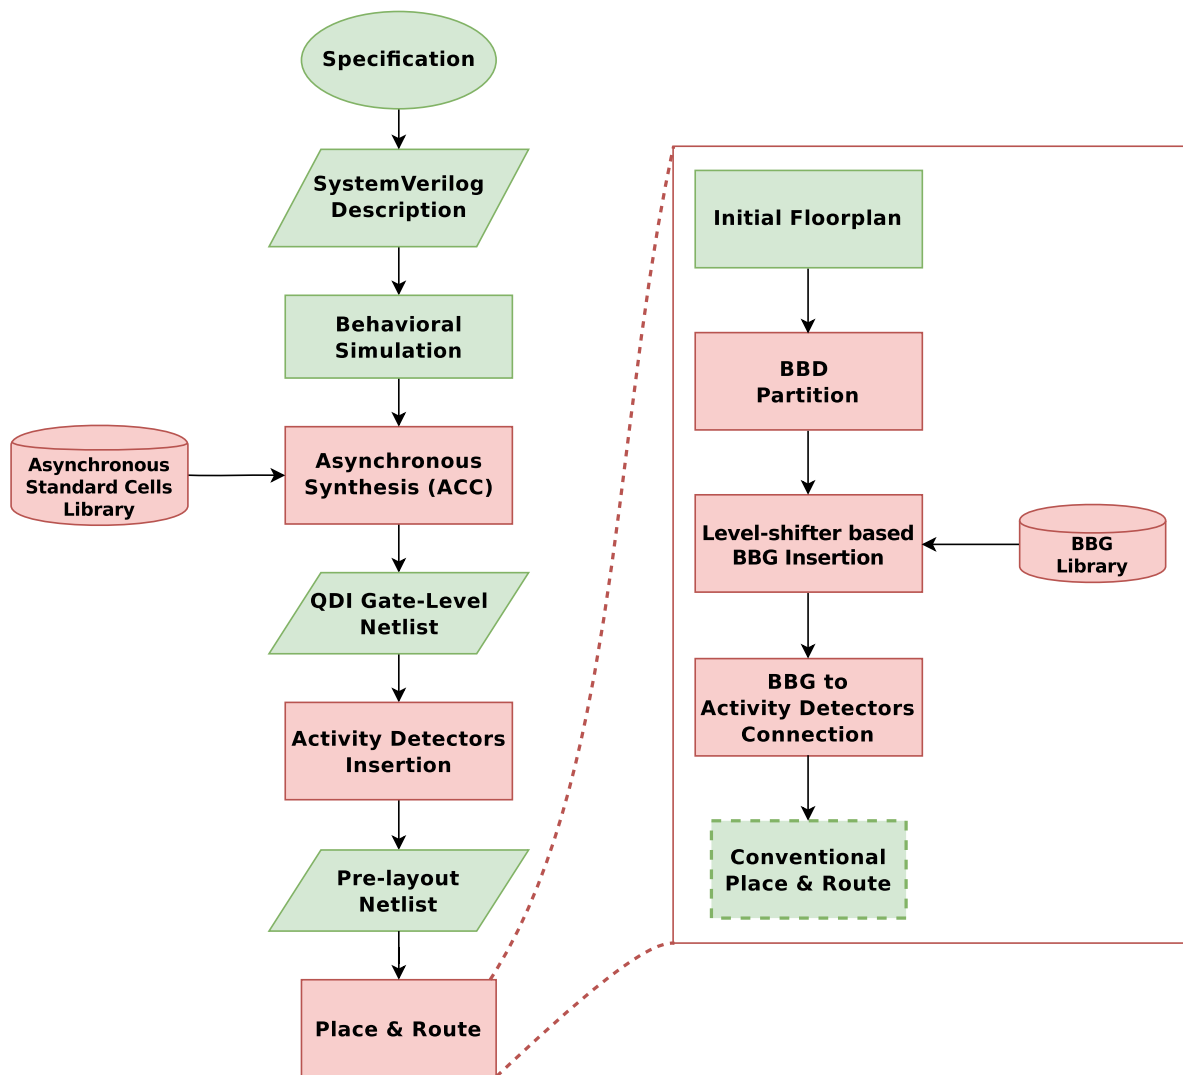 Specification
SystemVerilog
Description
Behavioral
Simulation
Asynchronous
Standard Cells
Library
Asynchronous
Synthesis (ACC)
QDI Gate-Level
Netlist
Activity Detectors
Insertion
Pre-layout
Netlist
Place & Route
Initial Floorplan
BBD
Partition
Level-shifter based
BBG Insertion
BBG
Library
BBG to
Activity Detectors
Connection
Conventional
Place & Route